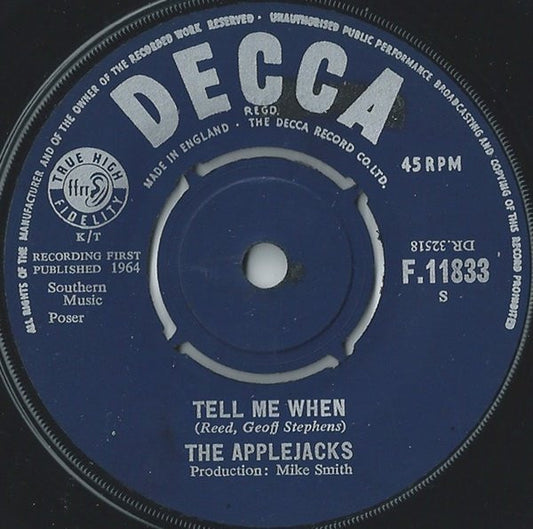 ALL RIGHTS OF THE MANUFACTURER AND OF THE OWNER OF THE RECORDED WORK RESERVED · UNAUTHORISED PUBLIC PERFORMANCE BROADCASTING AND COPYING OF THIS RECORD PROHIBITED
DECCA
REGD.
MADE IN ENGLAND · THE DECCA RECORD CO. LTD.
TRUE HIGH
ffrr
FIDELITY
K/T
45 RPM
RECORDING FIRST
PUBLISHED 1964
Southern
Music
Poser
DR.32518
F.11833
S
TELL ME WHEN
(Reed, Geoff Stephens)
THE APPLEJACKS
Production: Mike Smith